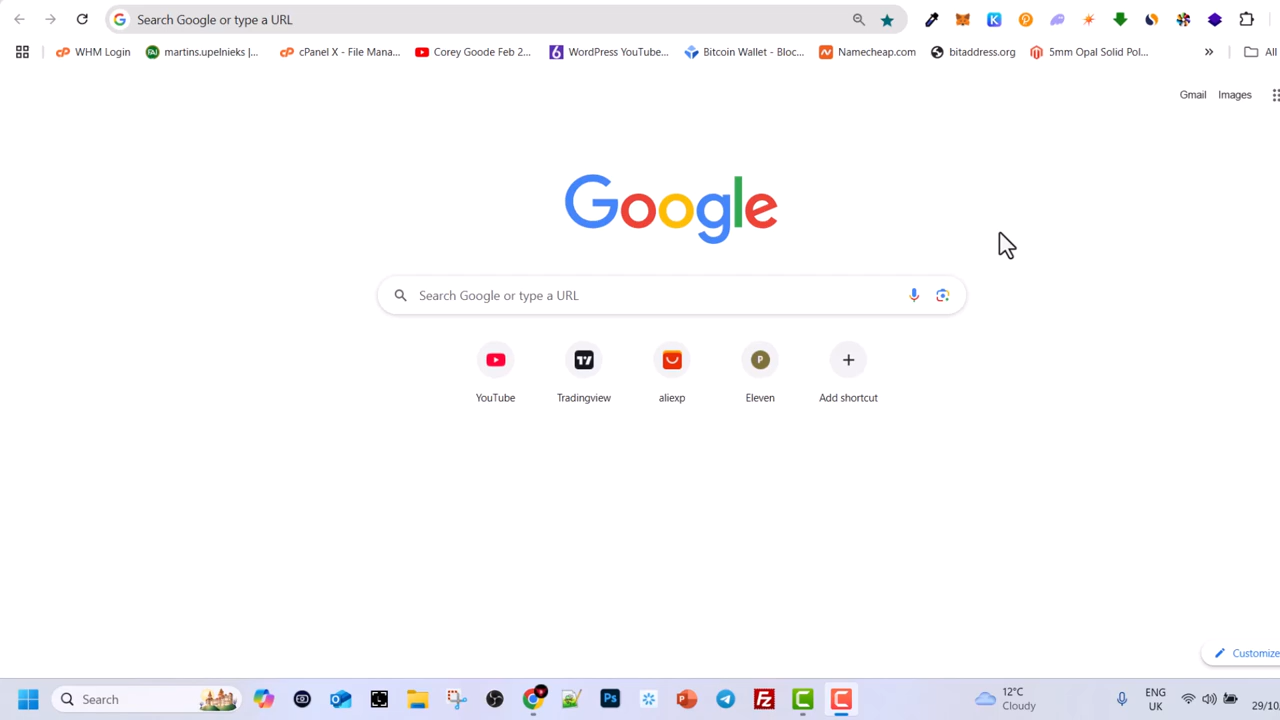 Search Google or type a URL
WHM Login
martins.upelnieks |...
cPanel X - File Mana...
Corey Goode Feb 2...
WordPress YouTube...
Bitcoin Wallet - Bloc...
Namecheap.com
bitaddress.org
5mm Opal Solid Pol...
»
All
Gmail
Images
Google
Search Google or type a URL
YouTube
Tradingview
aliexp
P
Eleven
Add shortcut
Customize
Search
Ps
12°C
Cloudy
ENG
UK
29/10